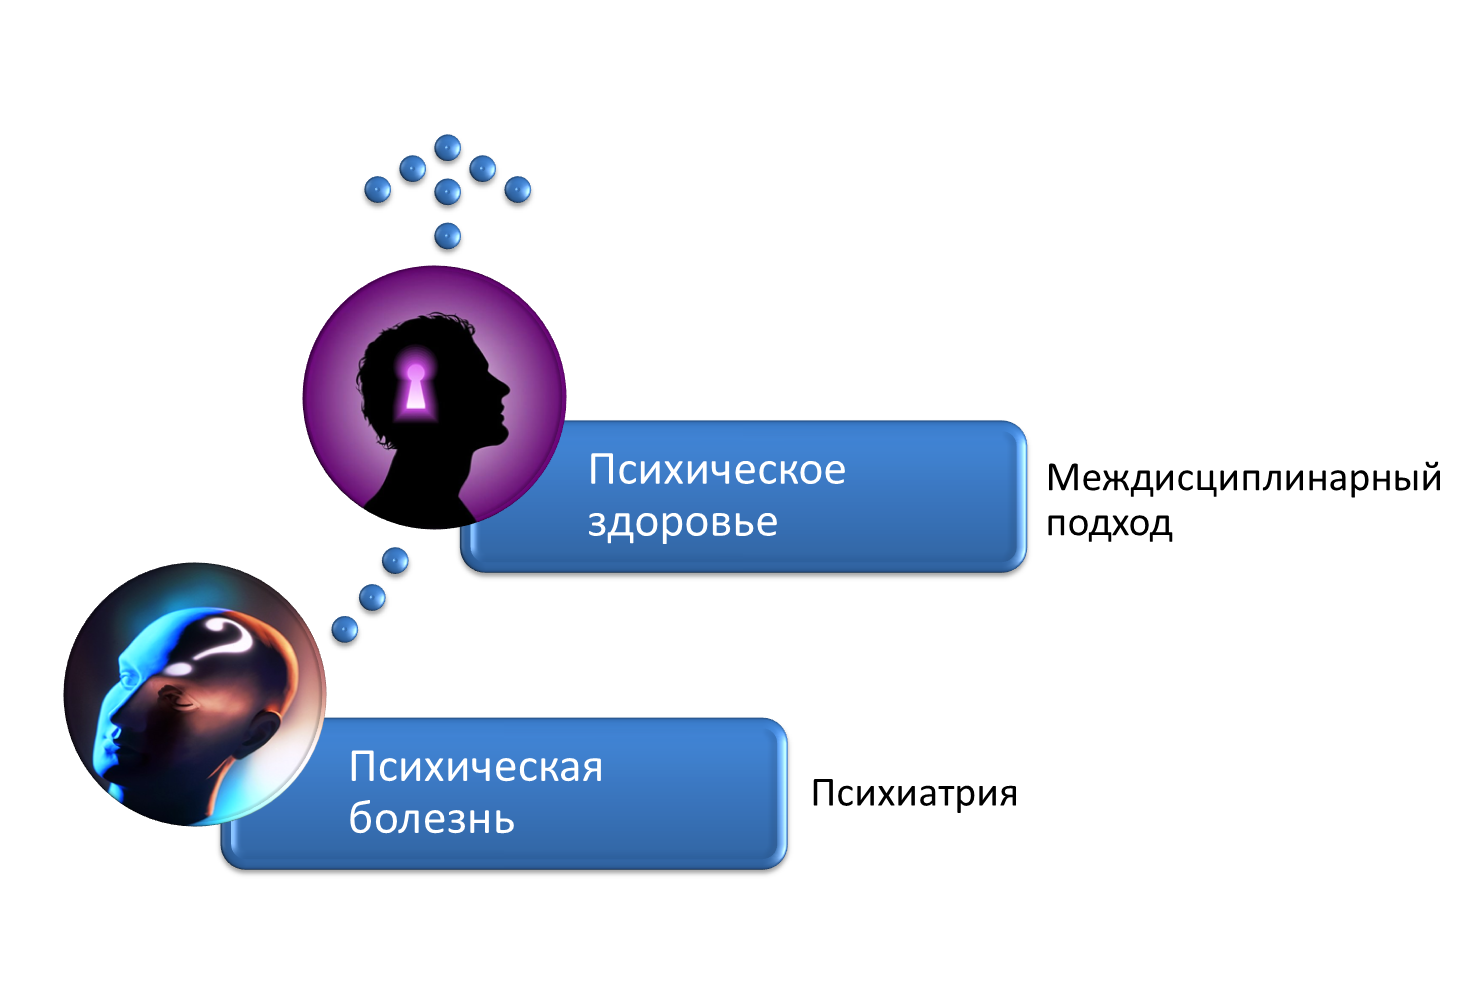 Психическое
здоровье
Междисциплинарный
подход
?
Психическая
болезнь
Психиатрия